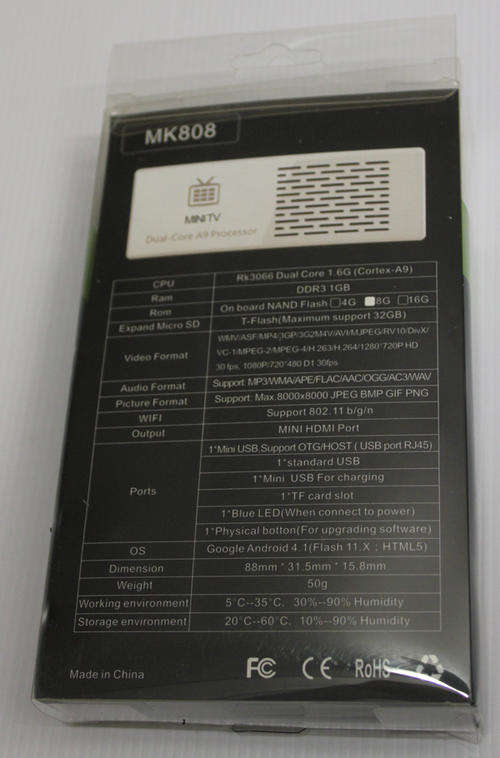 MK808
MINITV
Dual-Core A9 Processor
CPU Rk3066 Dual Core 1.6G (Cortex-A9)
Ram DDR3 1GB
Rom On board NAND Flash □4G ■8G □16G
Expand Micro SD T-Flash(Maximum support 32GB)
Video Format WMV/ASF/MP4/3GP/3G2M4V/AVI/MJPEG/RV10/DivX/
VC-1/MPEG-2/MPEG-4/H.263/H.264/1280*720P HD
30 fps, 1080P/720*480 D1 30fps
Audio Format Support: MP3/WMA/APE/FLAC/AAC/OGG/AC3/WAV
Picture Format Support: Max.8000x8000 JPEG BMP GIF PNG
WIFI Support 802.11 b/g/n
Output MINI HDMI Port
Ports 1*Mini USB,Support OTG/HOST ( USB port RJ45)
1*standard USB
1*Mini USB For charging
1*TF card slot
1*Blue LED(When connect to power)
1*Physical botton(For upgrading software)
OS Google Android 4.1(Flash 11.X : HTML5)
Dimension 88mm * 31.5mm * 15.8mm
Weight 50g
Working environment 5°C--35°C, 30%--90% Humidity
Storage environment 20°C--60°C, 10%--90% Humidity
Made in China FC CE RoHS